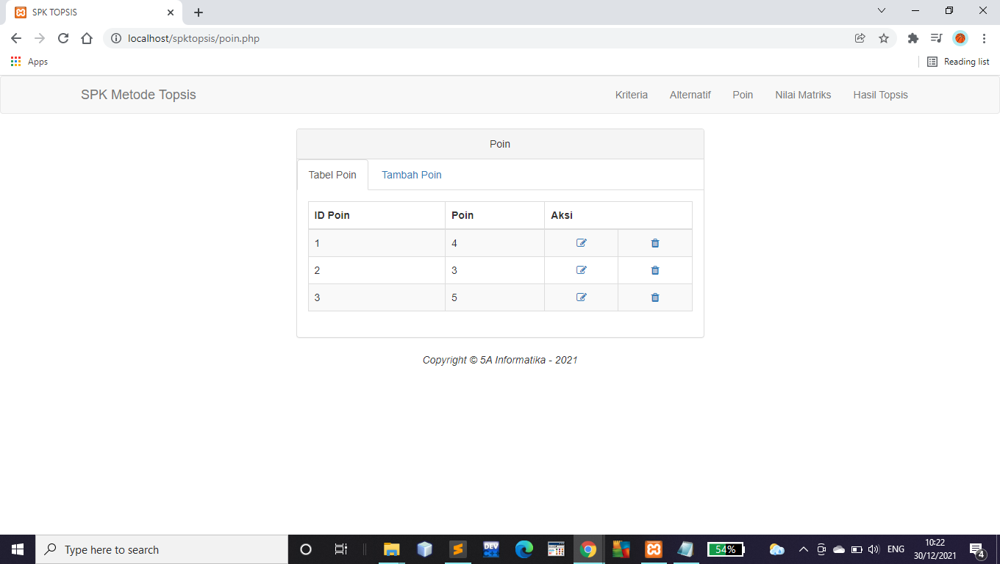 SPK TOPSIS
localhost/spktopsis/poin.php
Apps
Reading list
SPK Metode Topsis
Kriteria Alternatif Poin Nilai Matriks Hasil Topsis
Poin
Tabel Poin Tambah Poin
ID Poin Poin Aksi
1 4
2 3
3 5
Copyright © 5A Informatika - 2021
Type here to search
DEV
54%
ENG
10:22
30/12/2021
4